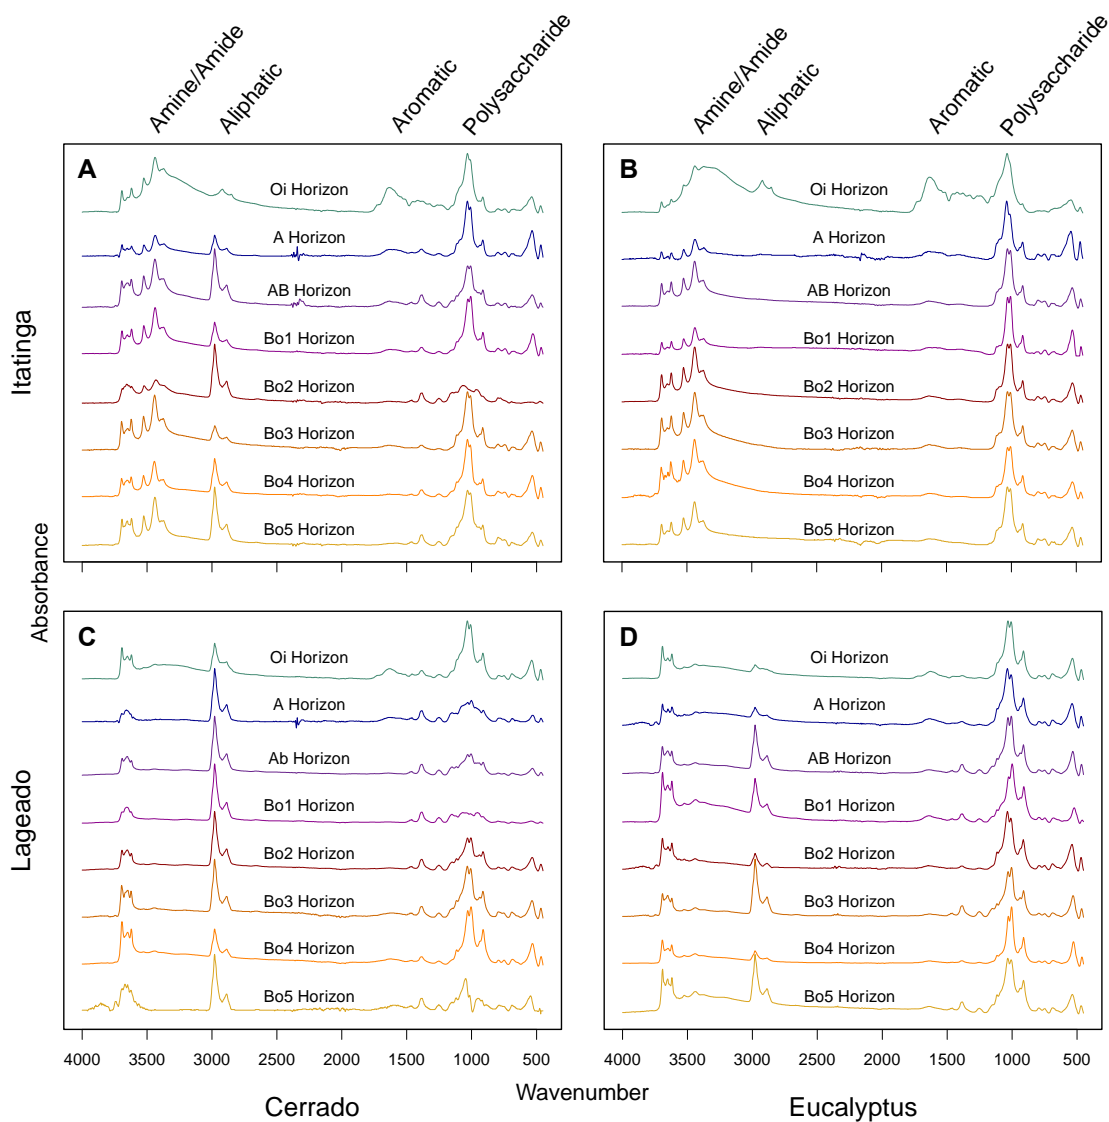 Amine/Amide
Aliphatic
Aromatic
Polysaccharide
Amine/Amide
Aliphatic
Aromatic
Polysaccharide
Itatinga
Absorbance
Lageado
A
Oi Horizon
A Horizon
AB Horizon
Bo1 Horizon
Bo2 Horizon
Bo3 Horizon
Bo4 Horizon
Bo5 Horizon
B
Oi Horizon
A Horizon
AB Horizon
Bo1 Horizon
Bo2 Horizon
Bo3 Horizon
Bo4 Horizon
Bo5 Horizon
C
Oi Horizon
A Horizon
Ab Horizon
Bo1 Horizon
Bo2 Horizon
Bo3 Horizon
Bo4 Horizon
Bo5 Horizon
D
Oi Horizon
A Horizon
AB Horizon
Bo1 Horizon
Bo2 Horizon
Bo3 Horizon
Bo4 Horizon
Bo5 Horizon
4000 3500 3000 2500 2000 1500 1000 500
4000 3500 3000 2500 2000 1500 1000 500
Wavenumber
Cerrado
Eucalyptus